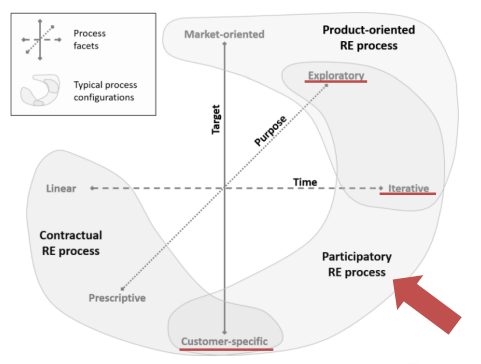 Process
facets
Typical process
configurations
Market-oriented
Product-oriented
RE process
Exploratory
Target
Purpose
Time
Linear
Iterative
Contractual
RE process
Participatory
RE process
Prescriptive
Customer-specific